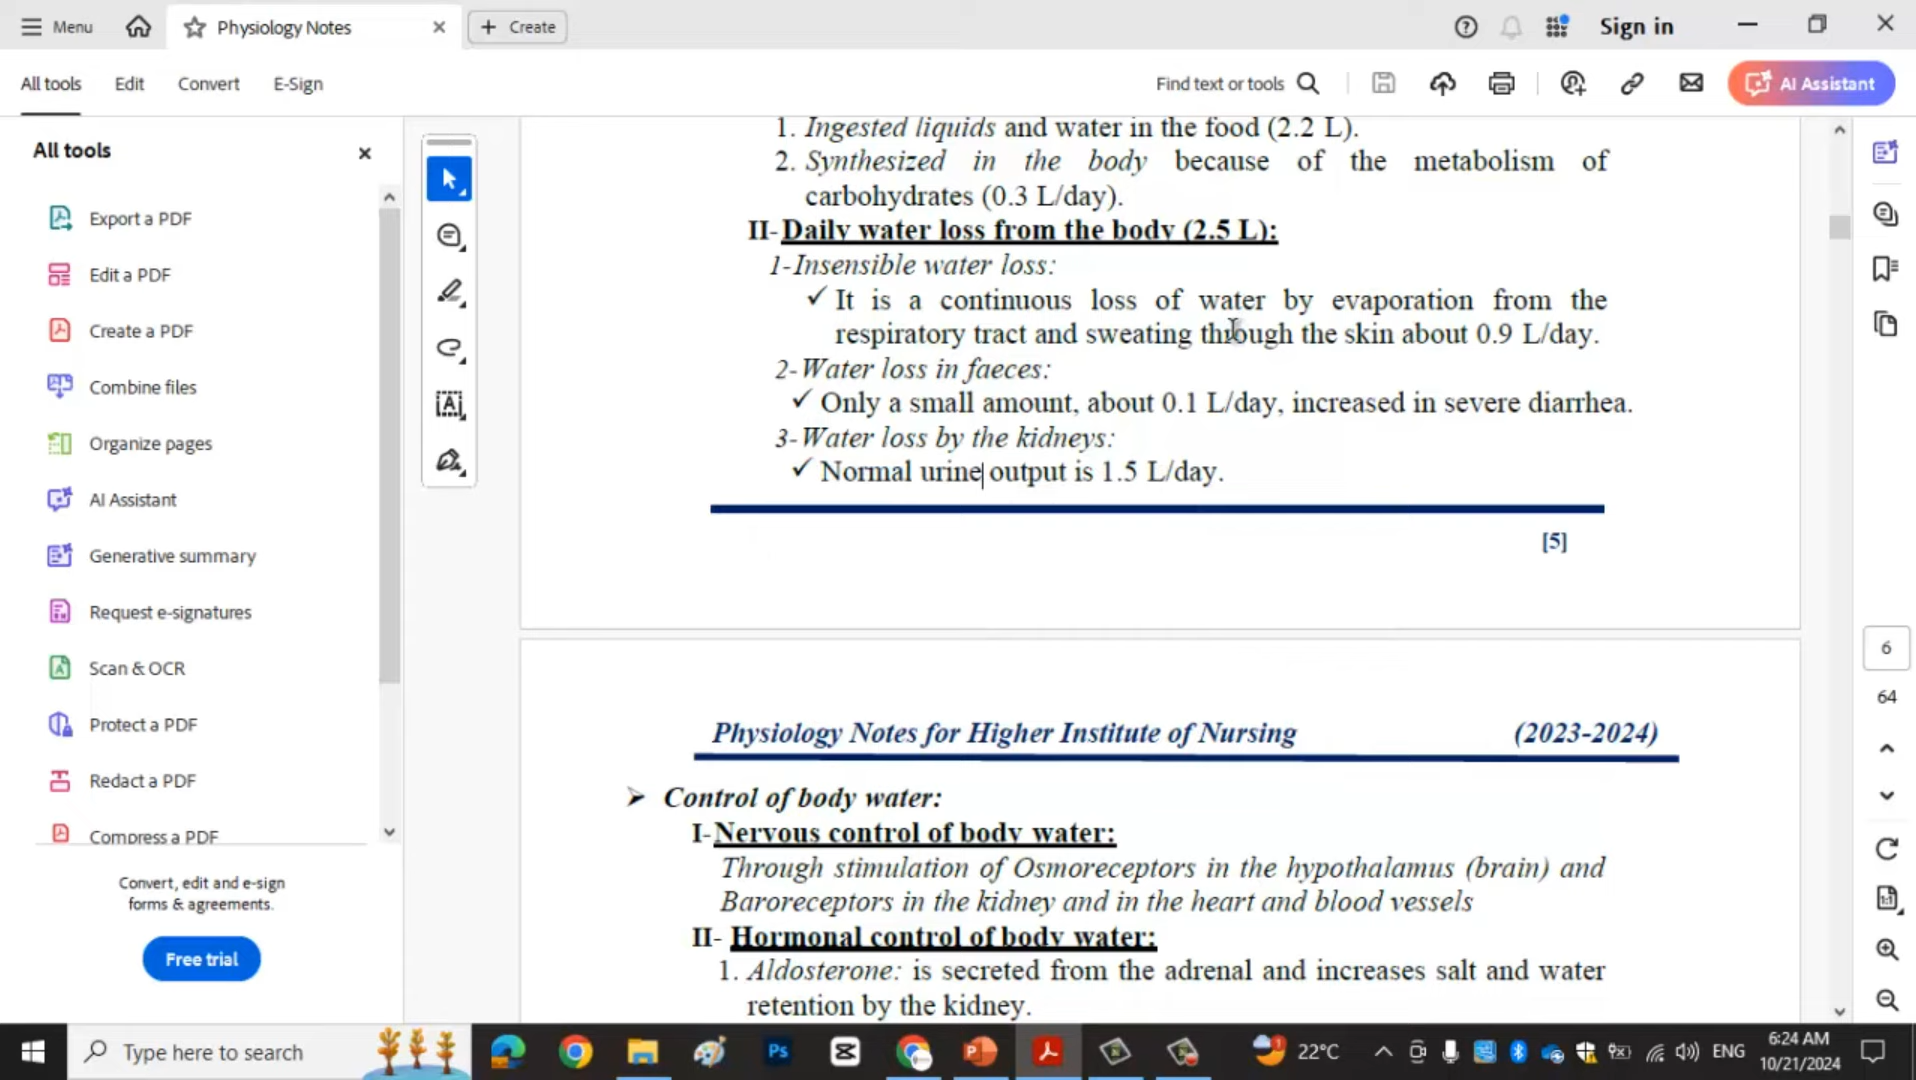 Menu
Physiology Notes
Create
Sign in
All tools
Edit
Convert
E-Sign
Find text or tools
AI Assistant
All tools
Export a PDF
Edit a PDF
Create a PDF
Combine files
Organize pages
AI Assistant
Generative summary
Request e-signatures
Scan & OCR
Protect a PDF
Redact a PDF
Compress a PDF
Convert, edit and e-sign
forms & agreements.
Free trial
1. Ingested liquids and water in the food (2.2 L).
2. Synthesized in the body because of the metabolism of
carbohydrates (0.3 L/day).
II- Daily water loss from the body (2.5 L):
1-Insensible water loss:
✓ It is a continuous loss of water by evaporation from the
respiratory tract and sweating through the skin about 0.9 L/day.
2-Water loss in faeces:
✓ Only a small amount, about 0.1 L/day, increased in severe diarrhea.
3-Water loss by the kidneys:
✓ Normal urine output is 1.5 L/day.
[5]
Physiology Notes for Higher Institute of Nursing (2023-2024)
➢ Control of body water:
I-Nervous control of body water:
Through stimulation of Osmoreceptors in the hypothalamus (brain) and
Baroreceptors in the kidney and in the heart and blood vessels
II- Hormonal control of body water:
1. Aldosterone: is secreted from the adrenal and increases salt and water
retention by the kidney.
6
64
1:1
Type here to search
Ps
P
22°C
ENG
6:24 AM
10/21/2024